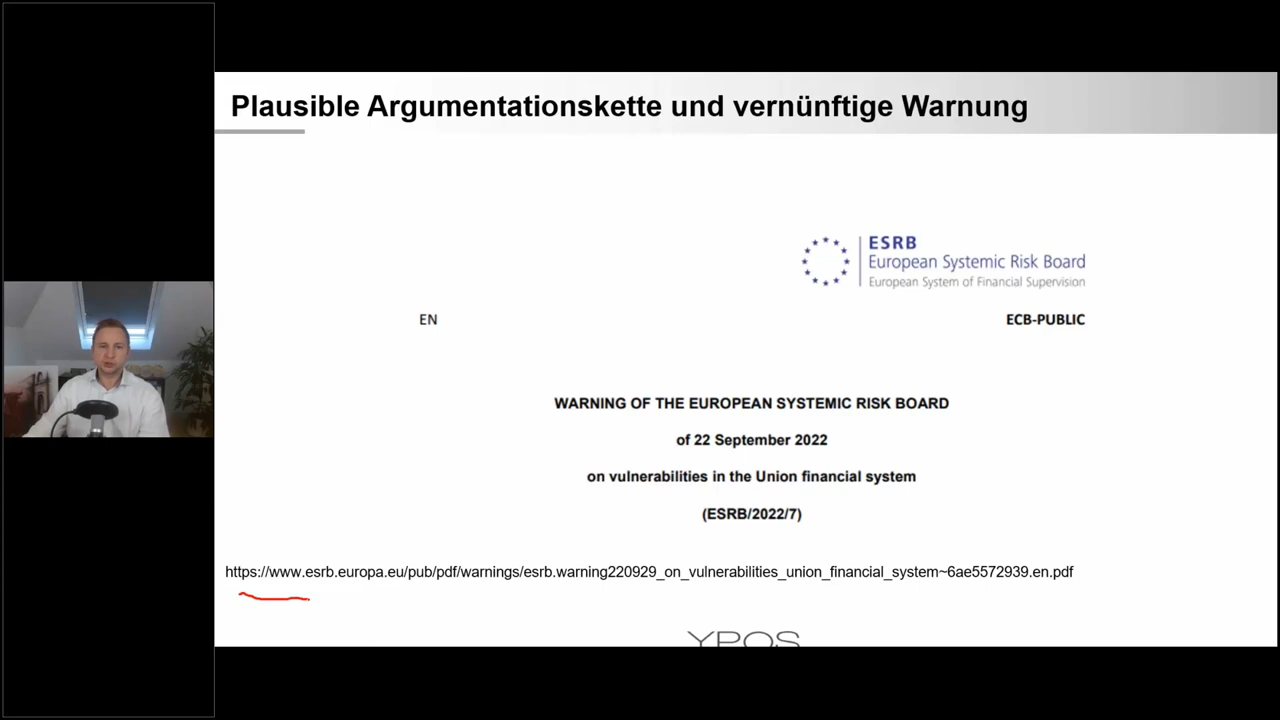 Plausible Argumentationskette und vernünftige Warnung
ESRB
European Systemic Risk Board
European System of Financial Supervision
EN
ECB-PUBLIC
WARNING OF THE EUROPEAN SYSTEMIC RISK BOARD
of 22 September 2022
on vulnerabilities in the Union financial system
(ESRB/2022/7)
https://www.esrb.europa.eu/pub/pdf/warnings/esrb.warning220929_on_vulnerabilities_union_financial_system~6ae5572939.en.pdf
YPOS